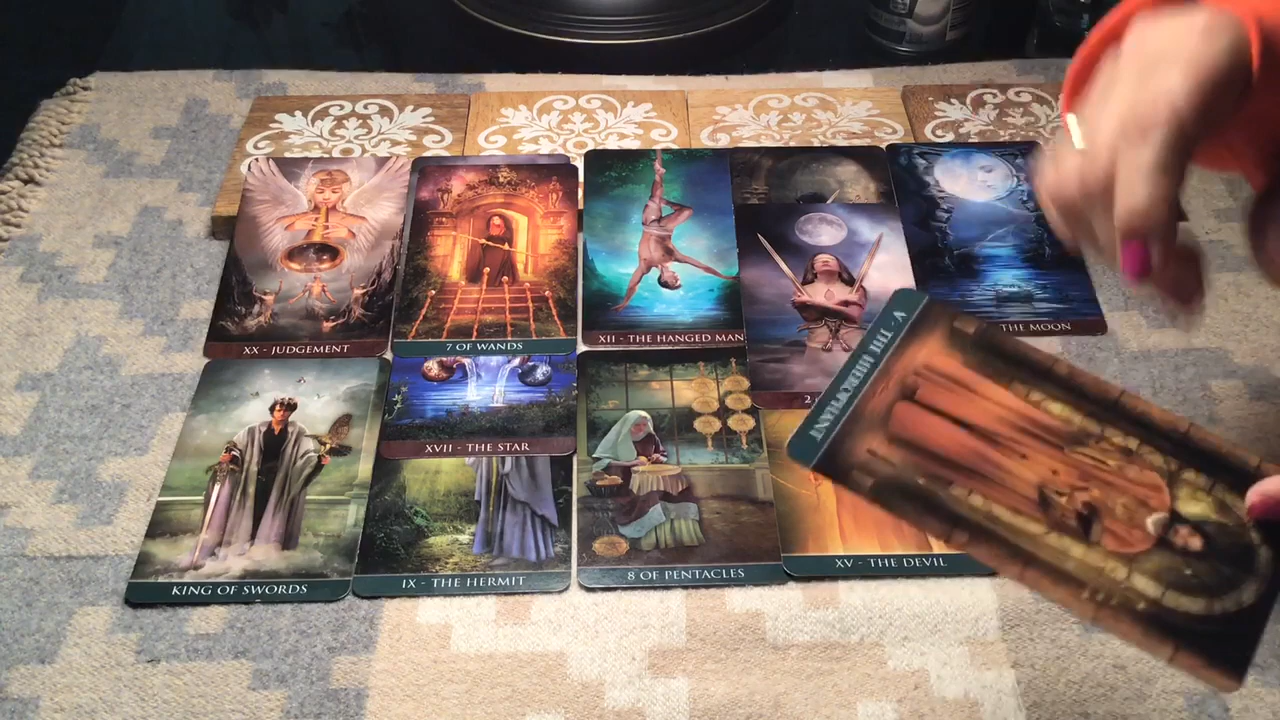 XX - JUDGEMENT
7 OF WANDS
XII - THE HANGED MAN
THE MOON
XVII - THE STAR
2
V - THE HIEROPHANT
KING OF SWORDS
IX - THE HERMIT
8 OF PENTACLES
XV - THE DEVIL